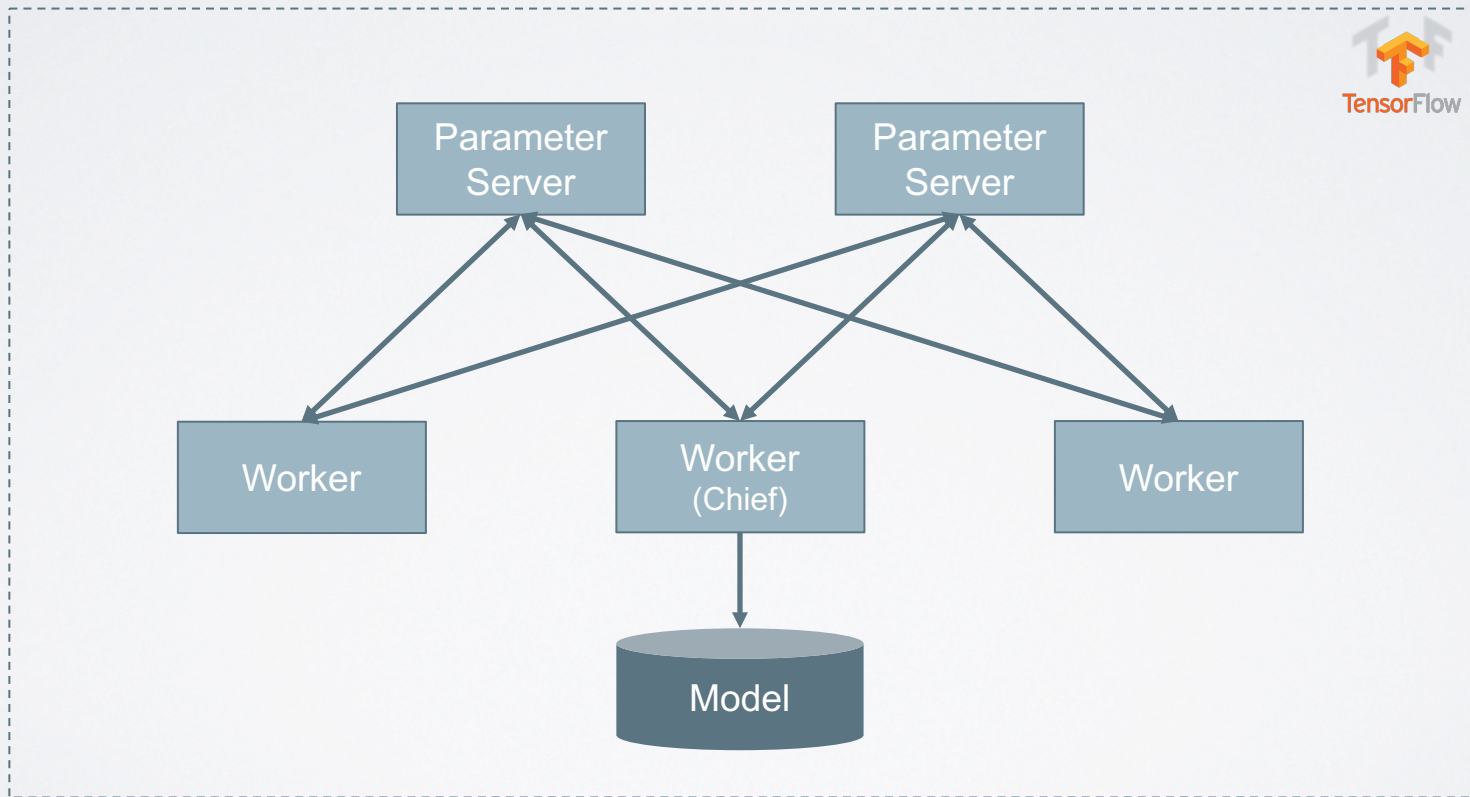 TensorFlow
Parameter
Server
Parameter
Server
Worker
Worker
(Chief)
Worker
Model